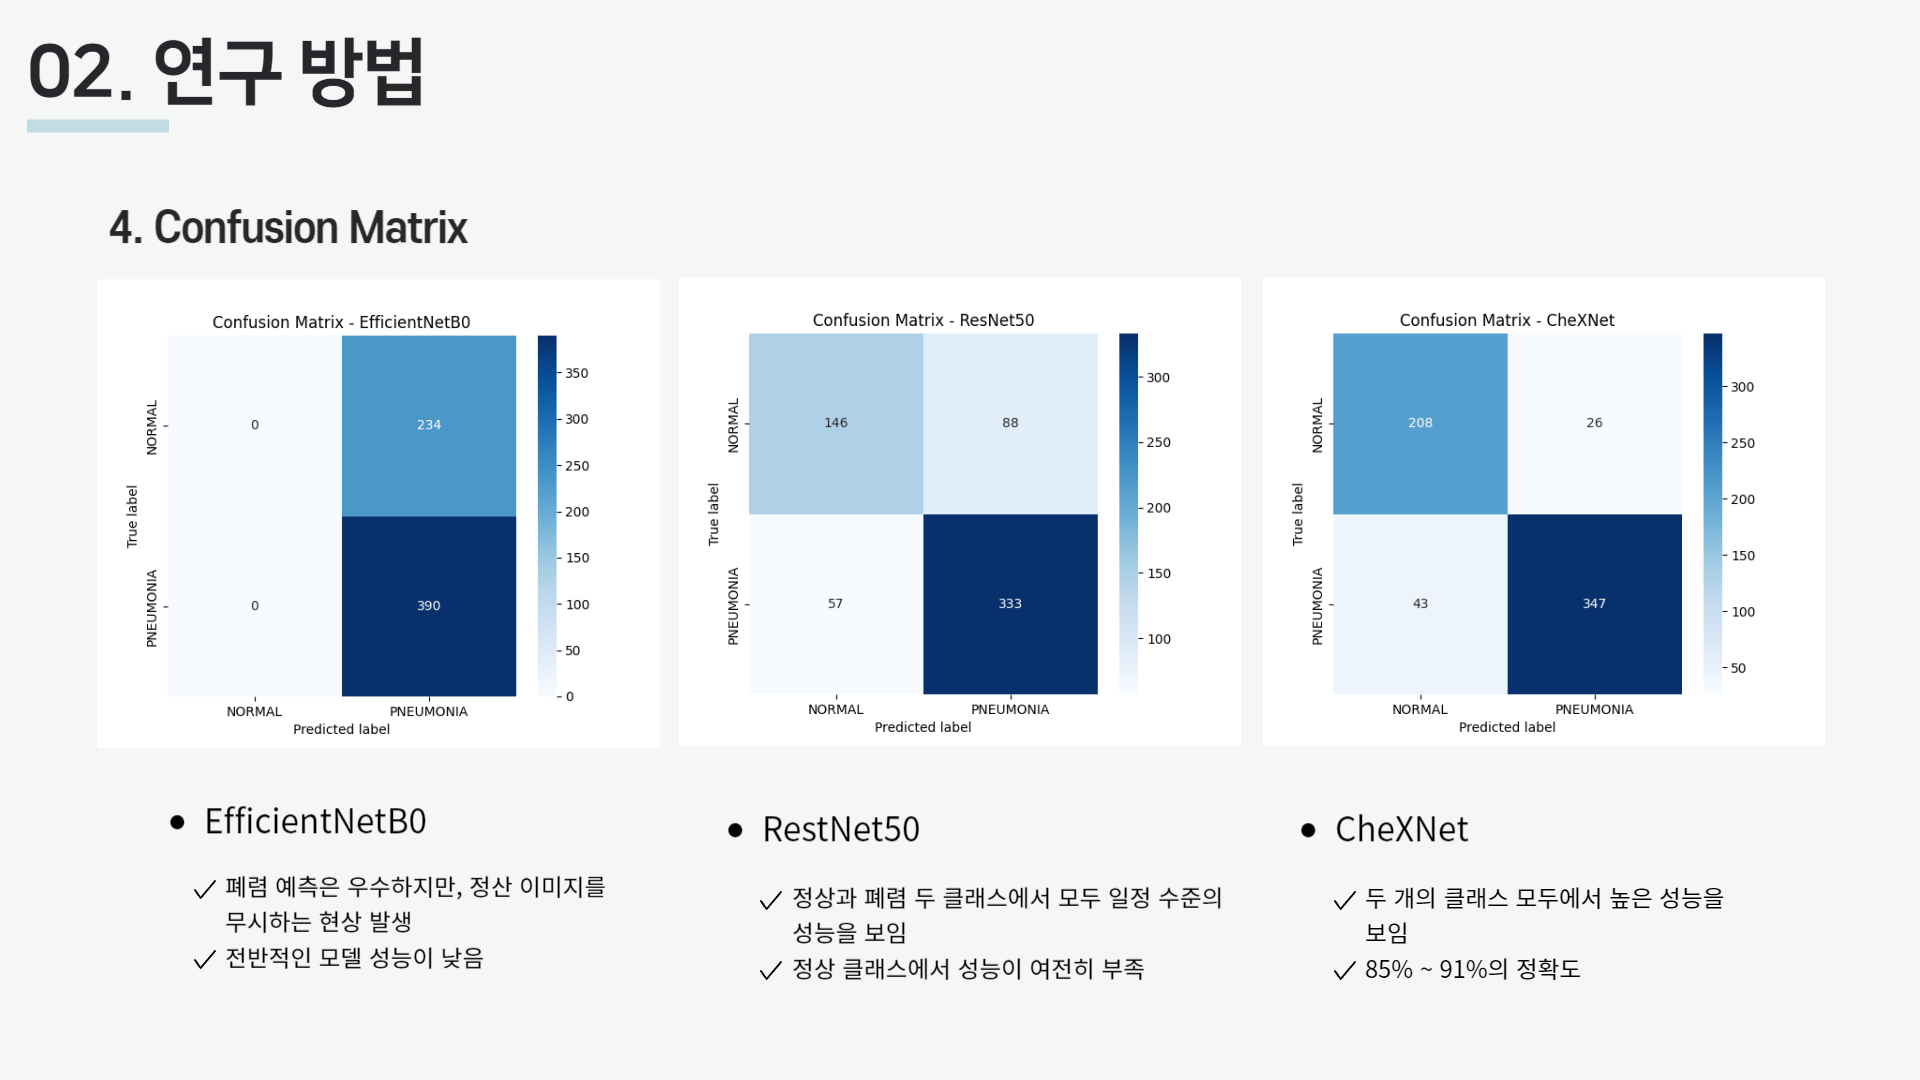 02. 연구 방법
4. Confusion Matrix
Confusion Matrix - EfficientNetB0
NORMAL
PNEUMONIA
True label
0
234
0
390
350
300
250
200
150
100
50
0
NORMAL
PNEUMONIA
Predicted label
Confusion Matrix - ResNet50
NORMAL
PNEUMONIA
True label
146
88
57
333
300
250
200
150
100
NORMAL
PNEUMONIA
Predicted label
Confusion Matrix - CheXNet
NORMAL
PNEUMONIA
True label
208
26
43
347
300
250
200
150
100
50
NORMAL
PNEUMONIA
Predicted label
• EfficientNetB0
✓ 폐렴 예측은 우수하지만, 정산 이미지를
무시하는 현상 발생
✓ 전반적인 모델 성능이 낮음
• RestNet50
✓ 정상과 폐렴 두 클래스에서 모두 일정 수준의
성능을 보임
✓ 정상 클래스에서 성능이 여전히 부족
• CheXNet
✓ 두 개의 클래스 모두에서 높은 성능을
보임
✓ 85% ~ 91%의 정확도